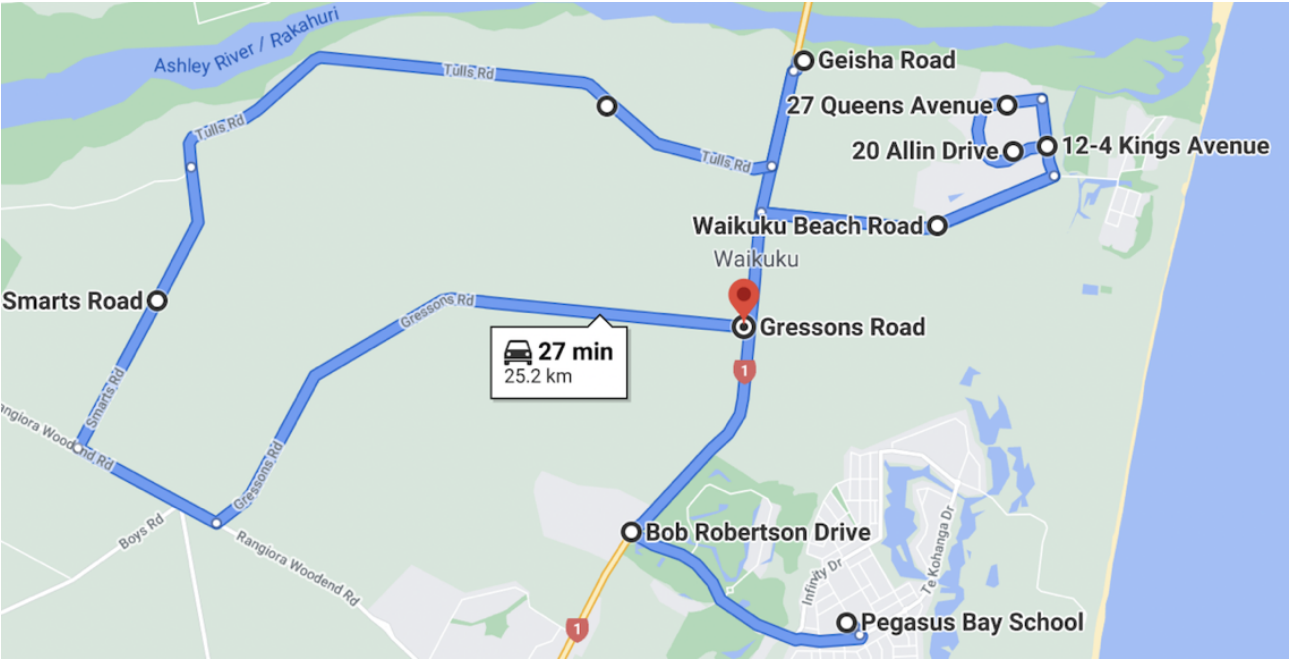 Ashley River / Rakahuri
Geisha Road
Tulls Rd
27 Queens Avenue
Tulls Rd
20 Allin Drive
12-4 Kings Avenue
Tulls Rd
Waikuku Beach Road
Waikuku
Smarts Road
Gressons Rd
Gressons Road
27 min
25.2 km
1
Smarts Rd
Rangiora Woodend Rd
Gressons Rd
Boys Rd
Bob Robertson Drive
Rangiora Woodend Rd
Infinity Dr
Te Kohanga Dr
Pegasus Bay School
1